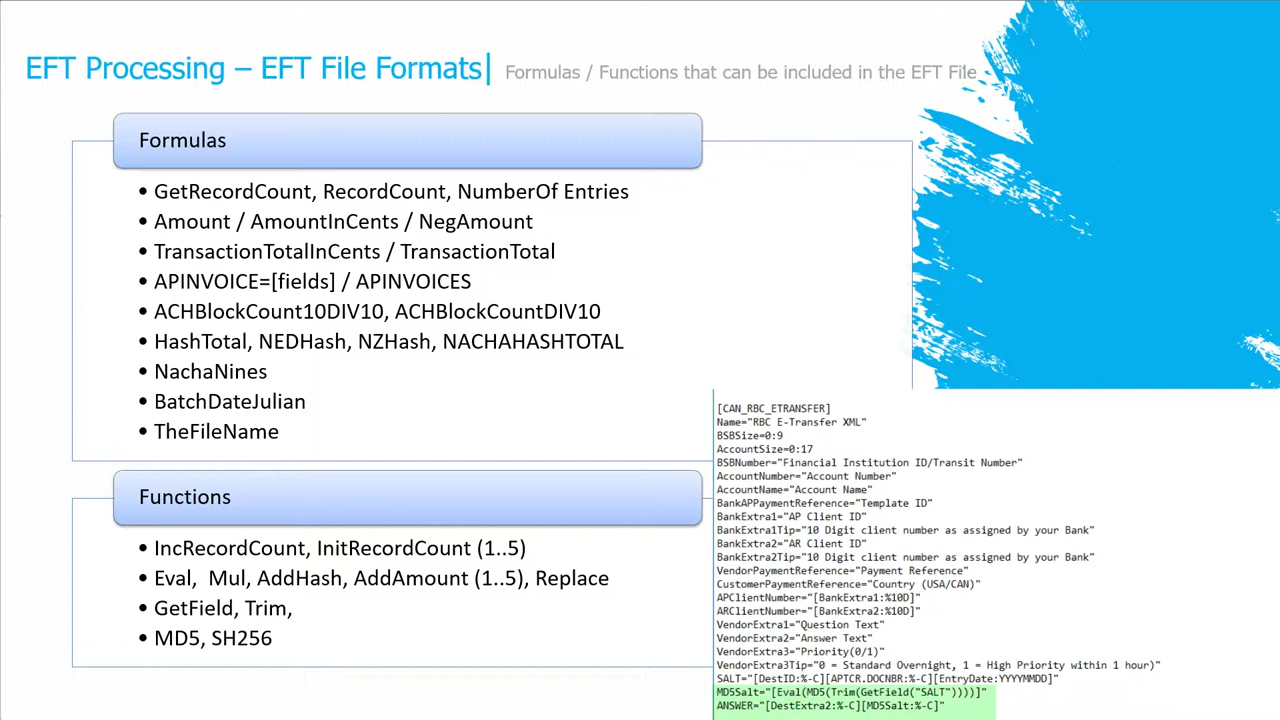 EFT Processing – EFT File Formats| Formulas / Functions that can be included in the EFT File
Formulas
• GetRecordCount, RecordCount, NumberOf Entries
• Amount / AmountInCents / NegAmount
• TransactionTotalInCents / TransactionTotal
• APINVOICE=[fields] / APINVOICES
• ACHBlockCount10DIV10, ACHBlockCountDIV10
• HashTotal, NEDHash, NZHash, NACHAHASHTOTAL
• NachaNines
• BatchDateJulian
• TheFileName
Functions
• IncRecordCount, InitRecordCount (1..5)
• Eval, Mul, AddHash, AddAmount (1..5), Replace
• GetField, Trim,
• MD5, SH256
[CAN_RBC_ETRANSFER]
Name="RBC E-Transfer XML"
BSBSize=0:9
AccountSize=0:17
BSBNumber="Financial Institution ID/Transit Number"
AccountNumber="Account Number"
AccountName="Account Name"
BankAPPaymentReference="Template ID"
BankExtra1="AP Client ID"
BankExtra1Tip="10 Digit client number as assigned by your Bank"
BankExtra2="AR Client ID"
BankExtra2Tip="10 Digit client number as assigned by your Bank"
VendorPaymentReference="Payment Reference"
CustomerPaymentReference="Country (USA/CAN)"
APClientNumber="[BankExtra1:%10D]"
ARClientNumber="[BankExtra2:%10D]"
VendorExtra1="Question Text"
VendorExtra2="Answer Text"
VendorExtra3="Priority(0/1)"
VendorExtra3Tip="0 = Standard Overnight, 1 = High Priority within 1 hour)"
SALT="[DestID:%-C][APTCR.DOCNBR:%-C][EntryDate:YYYYMMDD]"
MD5Salt="[Eval(MD5(Trim(GetField("SALT"))))]"
ANSWER="[DestExtra2:%-C][MD5Salt:%-C]"